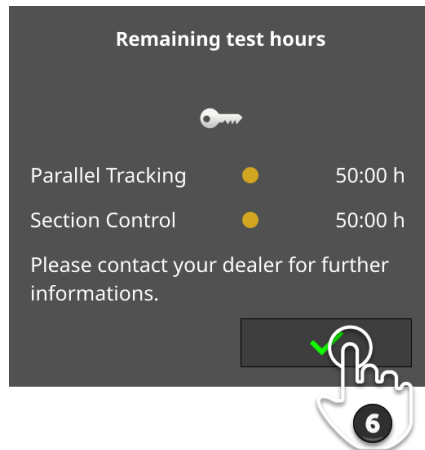 Remaining test hours
Parallel Tracking 50:00 h
Section Control 50:00 h
Please contact your dealer for further
informations.
6